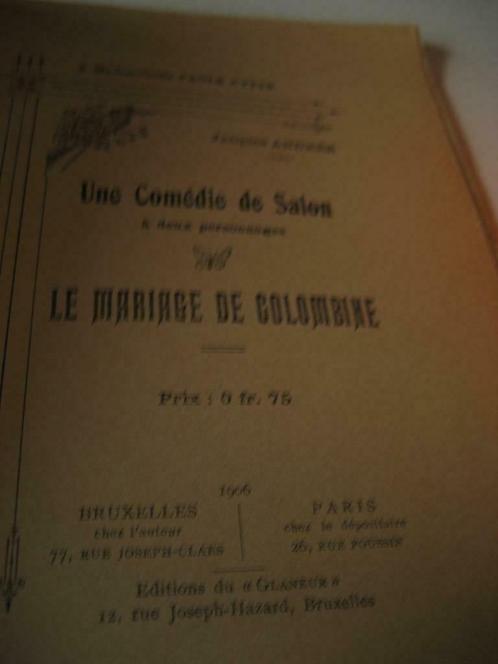 Une Comédie de Salon
à deux personnages
LE MARIAGE DE COLOMBINE
Prix : 0 fr. 75
1906
BRUXELLES
chez l'auteur
77, RUE JOSEPH-CLAES
PARIS
chez le dépositaire
26, RUE POUSSIN
Editions du « GLANEUR »
12, rue Joseph-Hazard, Bruxelles